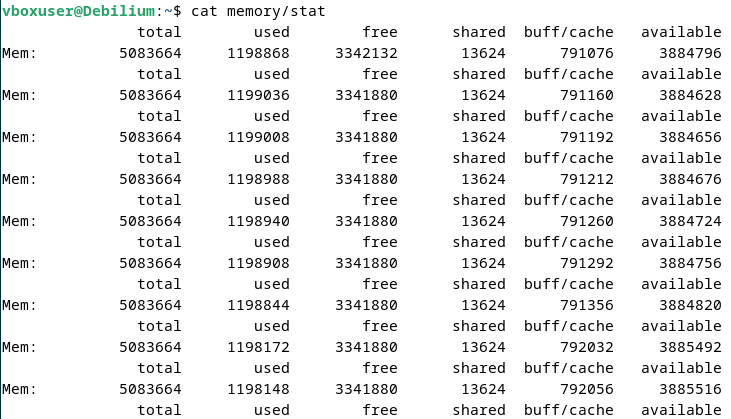 vboxuser@Debilium:~$ cat memory/stat
total used free shared buff/cache available
Mem: 5083664 1198868 3342132 13624 791076 3884796
total used free shared buff/cache available
Mem: 5083664 1199036 3341880 13624 791160 3884628
total used free shared buff/cache available
Mem: 5083664 1199008 3341880 13624 791192 3884656
total used free shared buff/cache available
Mem: 5083664 1198988 3341880 13624 791212 3884676
total used free shared buff/cache available
Mem: 5083664 1198940 3341880 13624 791260 3884724
total used free shared buff/cache available
Mem: 5083664 1198908 3341880 13624 791292 3884756
total used free shared buff/cache available
Mem: 5083664 1198844 3341880 13624 791356 3884820
total used free shared buff/cache available
Mem: 5083664 1198172 3341880 13624 792032 3885492
total used free shared buff/cache available
Mem: 5083664 1198148 3341880 13624 792056 3885516
total used free shared buff/cache available